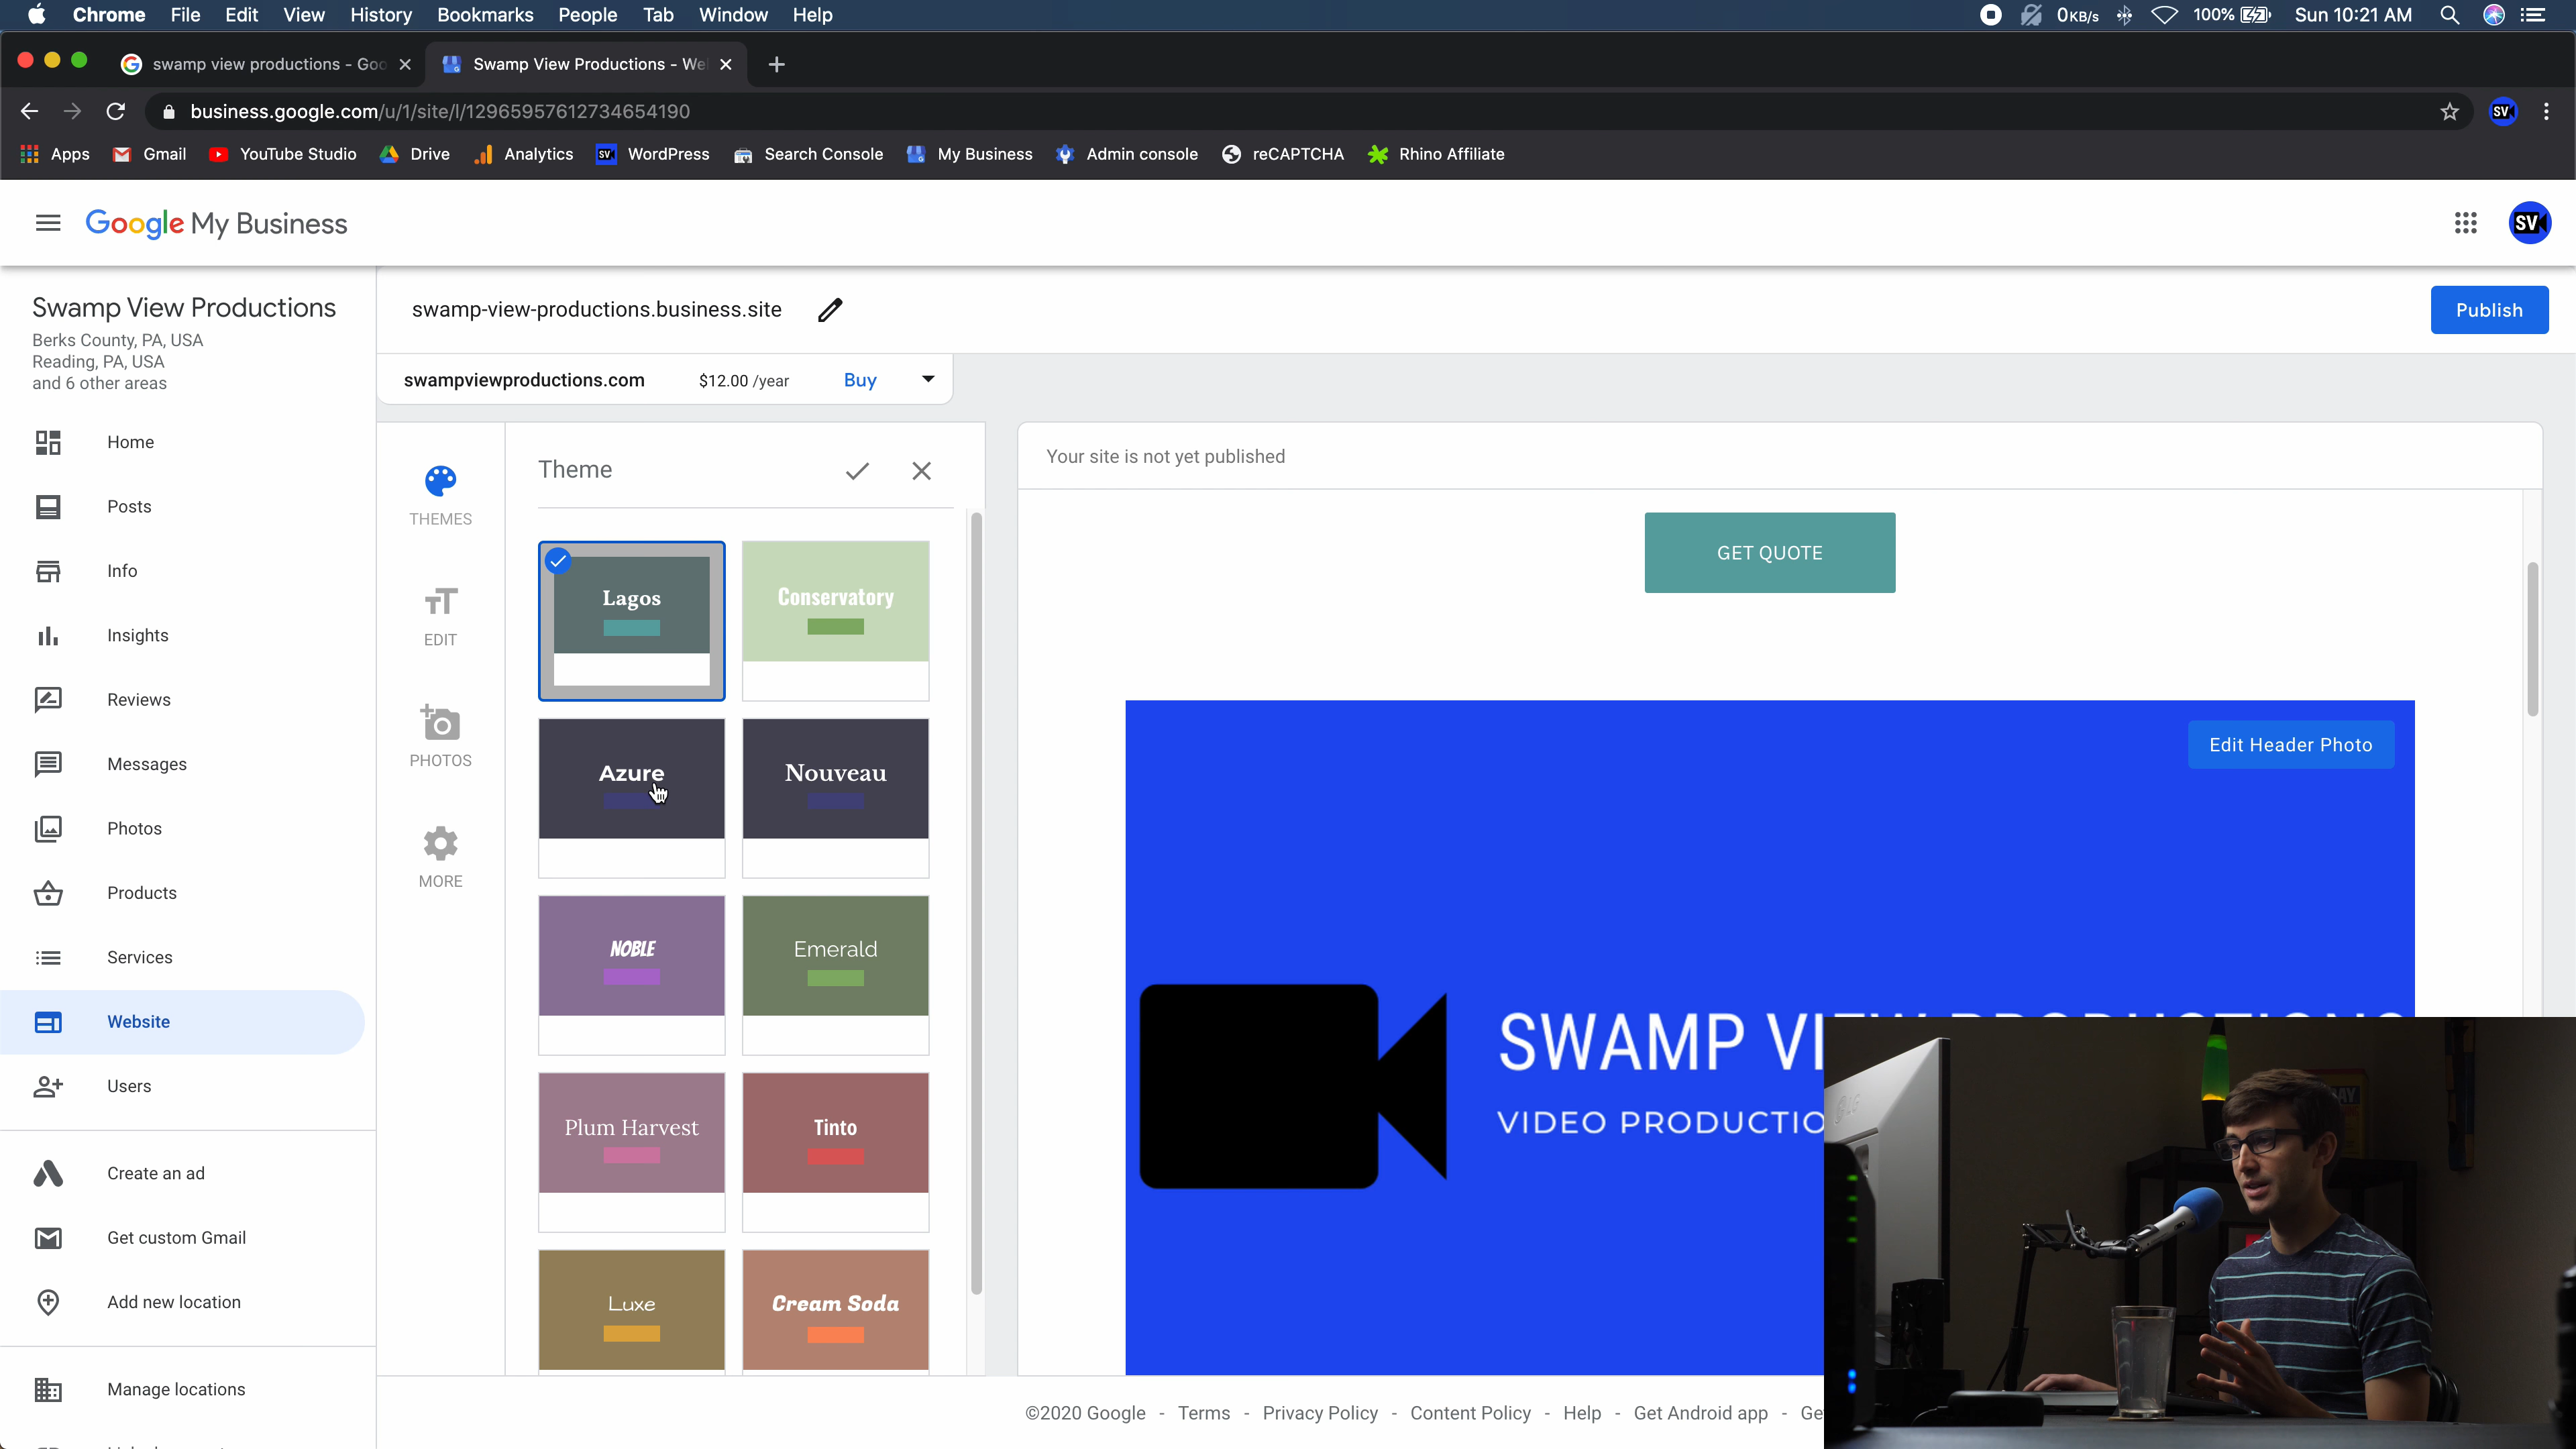 Chrome File Edit View History Bookmarks People Tab Window Help
0KB/s 100% Sun 10:21 AM
swamp view productions - Goo
Swamp View Productions - We
business.google.com/u/1/site/l/12965957612734654190
SV
Apps Gmail YouTube Studio Drive Analytics SV WordPress Search Console My Business Admin console reCAPTCHA Rhino Affiliate
Google My Business
SV
Swamp View Productions
Berks County, PA, USA
Reading, PA, USA
and 6 other areas
Home
Posts
Info
Insights
Reviews
Messages
Photos
Products
Services
Website
Users
Create an ad
Get custom Gmail
Add new location
Manage locations
swamp-view-productions.business.site
Publish
swampviewproductions.com $12.00 /year Buy
THEMES
EDIT
PHOTOS
MORE
Theme
Lagos
Conservatory
Azure
Nouveau
NOBLE
Emerald
Plum Harvest
Tinto
Luxe
Cream Soda
Your site is not yet published
GET QUOTE
Edit Header Photo
SWAMP VIEW PRODUCTIONS
VIDEO PRODUCTIO
LG
©2020 Google - Terms - Privacy Policy - Content Policy - Help - Get Android app - Ge